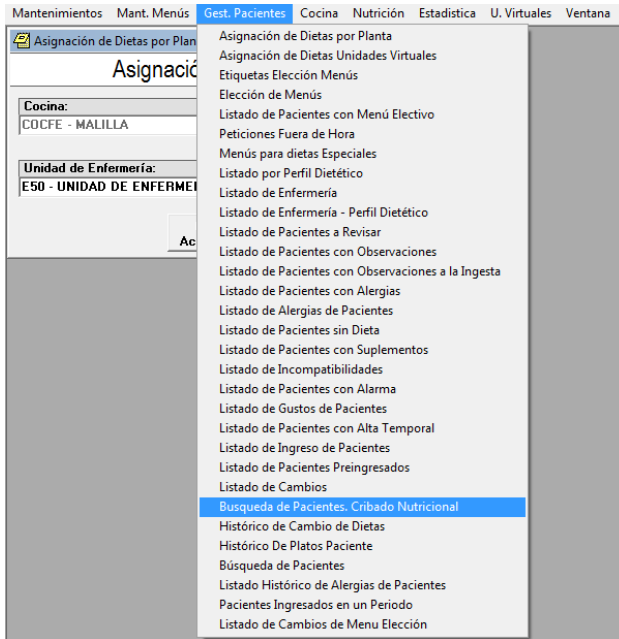 Mantenimientos Mant. Menús Gest. Pacientes Cocina Nutrición Estadistica U. Virtuales Ventana
Asignación de Dietas por Plan
Asignació
Cocina:
COCFE - MALILLA
Unidad de Enfermería:
E50 - UNIDAD DE ENFERMEI
Ac
Asignación de Dietas por Planta
Asignación de Dietas Unidades Virtuales
Etiquetas Elección Menús
Elección de Menús
Listado de Pacientes con Menú Electivo
Peticiones Fuera de Hora
Menús para dietas Especiales
Listado por Perfil Dietético
Listado de Enfermería
Listado de Enfermería - Perfil Dietético
Listado de Pacientes a Revisar
Listado de Pacientes con Observaciones
Listado de Pacientes con Observaciones a la Ingesta
Listado de Pacientes con Alergias
Listado de Alergias de Pacientes
Listado de Pacientes sin Dieta
Listado de Pacientes con Suplementos
Listado de Incompatibilidades
Listado de Pacientes con Alarma
Listado de Gustos de Pacientes
Listado de Pacientes con Alta Temporal
Listado de Ingreso de Pacientes
Listado de Pacientes Preingresados
Listado de Cambios
Busqueda de Pacientes. Cribado Nutricional
Histórico de Cambio de Dietas
Histórico De Platos Paciente
Búsqueda de Pacientes
Listado Histórico de Alergias de Pacientes
Pacientes Ingresados en un Periodo
Listado de Cambios de Menu Elección